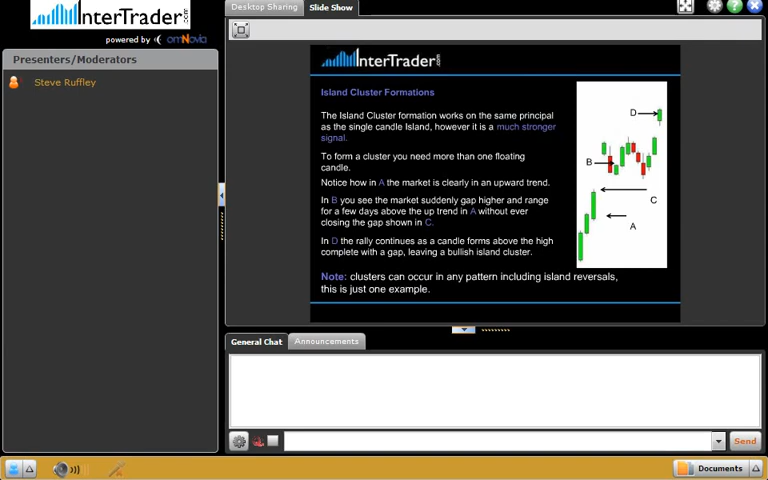 InterTrader.com
powered by omNovia
Presenters/Moderators
Steve Ruffley
Desktop Sharing
Slide Show
InterTrader.com
Island Cluster Formations
The Island Cluster formation works on the same principal
as the single candle Island, however it is a much stronger
signal.
To form a cluster you need more than one floating
candle.
Notice how in A the market is clearly in an upward trend.
In B you see the market suddenly gap higher and range
for a few days above the up trend in A without ever
closing the gap shown in C.
In D the rally continues as a candle forms above the high
complete with a gap, leaving a bullish island cluster.
Note: clusters can occur in any pattern including island reversals,
this is just one example.
D
B
C
A
General Chat
Announcements
Send
Documents